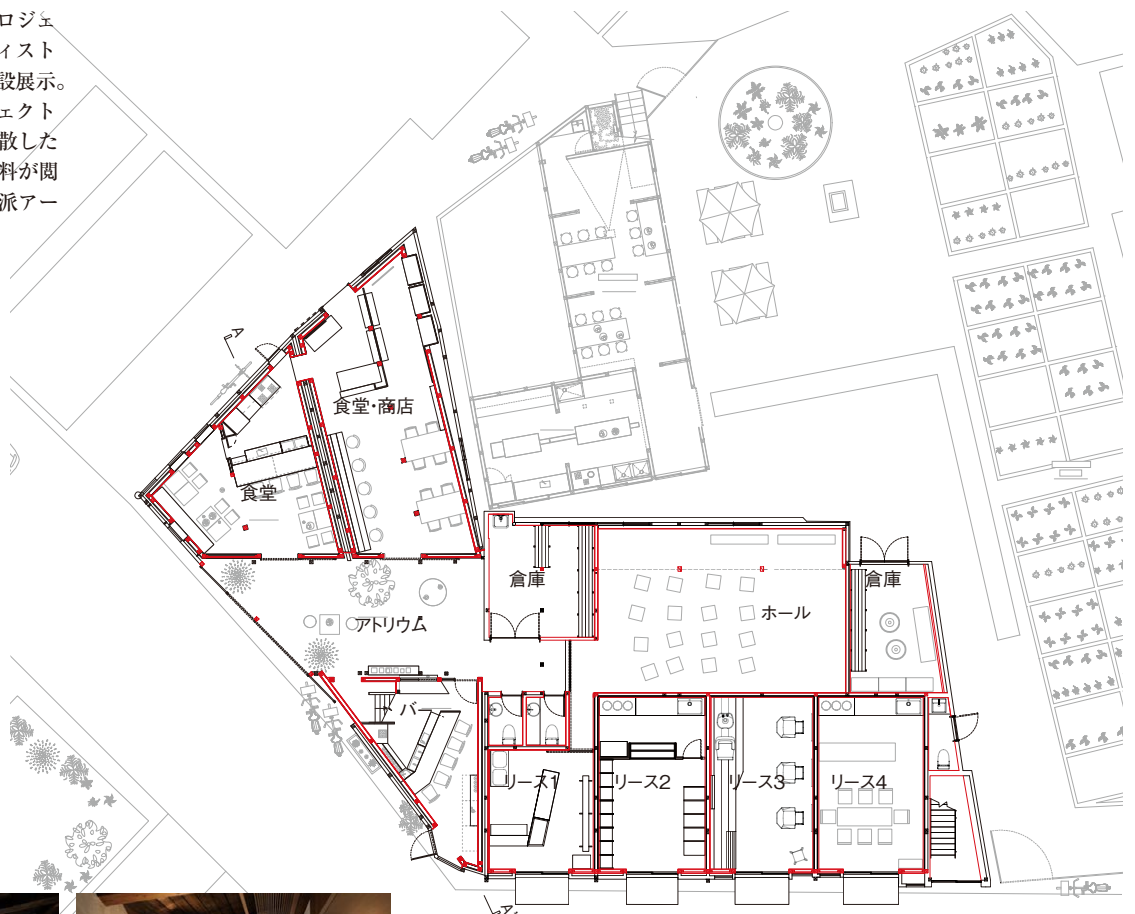 ロジェ
ィスト
設展示。
ェクト
散した
料が閲
派アー
A
食堂・商店
食堂
倉庫
倉庫
ホール
アトリウム
バー
リース1
リース2
リース3
リース4
A'